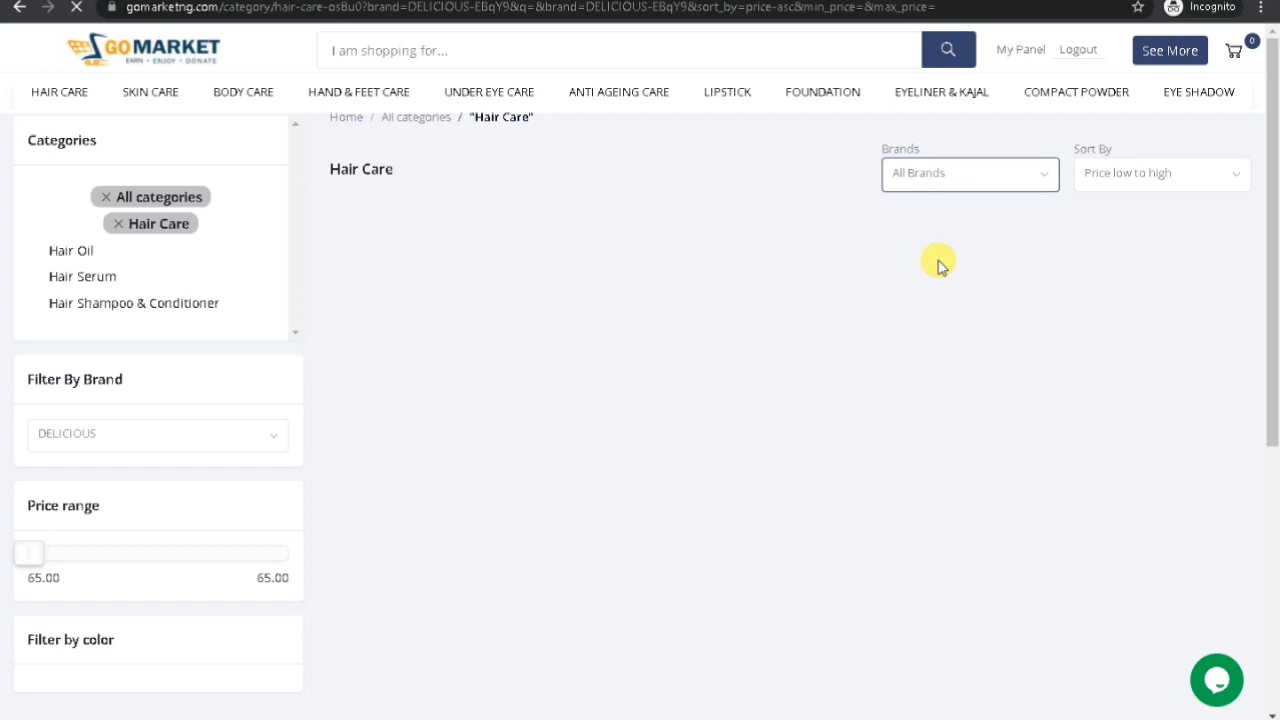 gomarketng.com/category/hair-care-os8u0?brand=DELICIOUS-EBqY9&q=&brand=DELICIOUS-EBqY9&sort_by=price-asc&min_price=&max_price=
Incognito
GOMARKET
EARN • ENJOY • DONATE
I am shopping for...
My Panel
Logout
See More
0
HAIR CARE
SKIN CARE
BODY CARE
HAND & FEET CARE
UNDER EYE CARE
ANTI AGEING CARE
LIPSTICK
FOUNDATION
EYELINER & KAJAL
COMPACT POWDER
EYE SHADOW
Home / All categories / "Hair Care"
Categories
All categories
Hair Care
Hair Oil
Hair Serum
Hair Shampoo & Conditioner
Hair Care
Brands
All Brands
Sort By
Price low to high
Filter By Brand
DELICIOUS
Price range
65.00
65.00
Filter by color